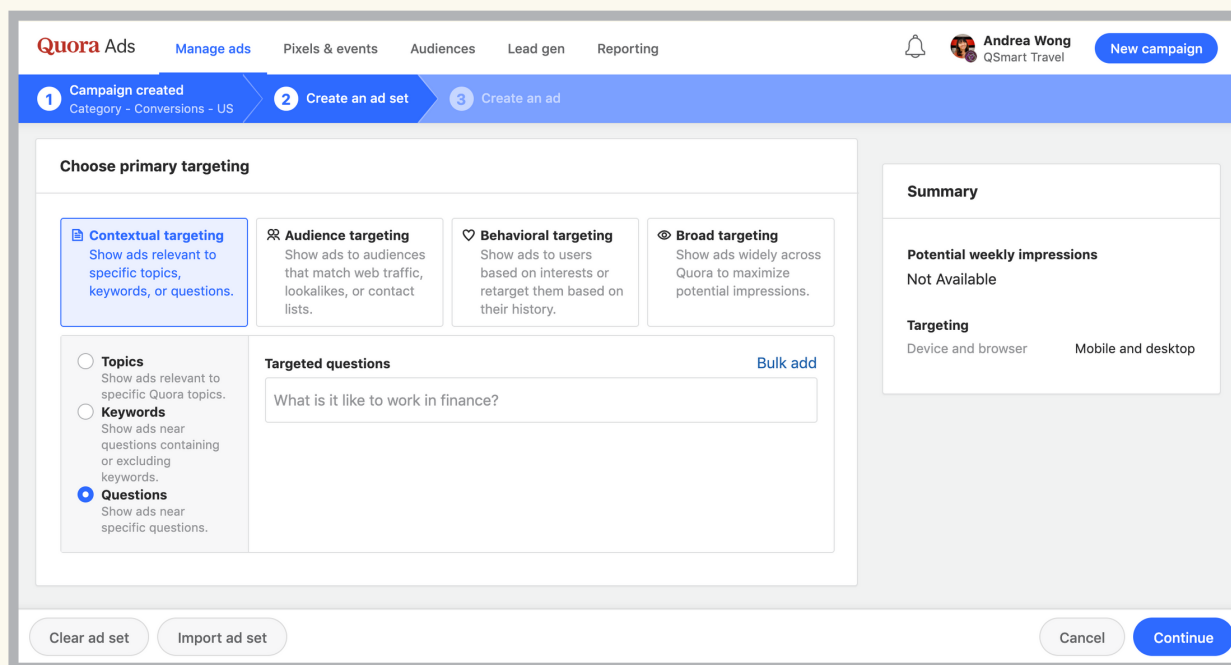 Quora Ads
Manage ads
Pixels & events
Audiences
Lead gen
Reporting
Andrea Wong
QSmart Travel
New campaign
1
Campaign created
Category - Conversions - US
2
Create an ad set
3
Create an ad
Choose primary targeting
Contextual targeting
Show ads relevant to
specific topics,
keywords, or questions.
Audience targeting
Show ads to audiences
that match web traffic,
lookalikes, or contact
lists.
Behavioral targeting
Show ads to users
based on interests or
retarget them based on
their history.
Broad targeting
Show ads widely across
Quora to maximize
potential impressions.
Topics
Show ads relevant to
specific Quora topics.
Keywords
Show ads near
questions containing
or excluding
keywords.
Questions
Show ads near
specific questions.
Targeted questions
Bulk add
What is it like to work in finance?
Summary
Potential weekly impressions
Not Available
Targeting
Device and browser
Mobile and desktop
Clear ad set
Import ad set
Cancel
Continue